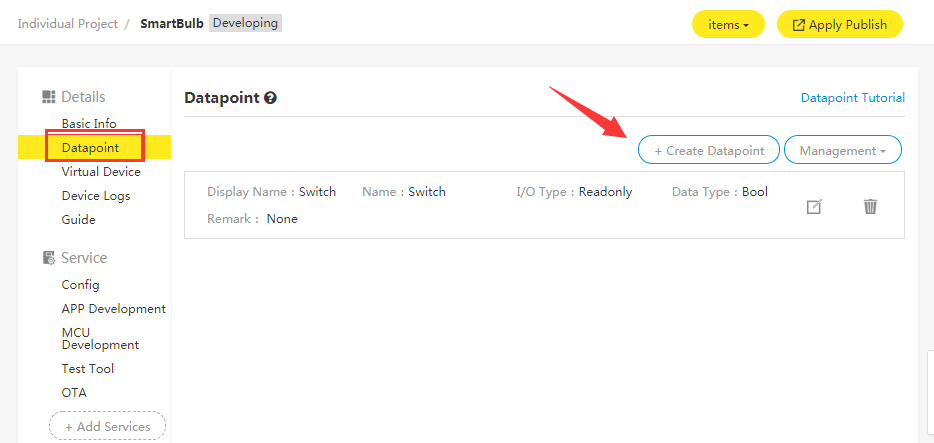 Individual Project / SmartBulb Developing
items
Apply Publish
Details
Basic Info
Datapoint
Virtual Device
Device Logs
Guide
Service
Config
APP Development
MCU
Development
Test Tool
OTA
+ Add Services
Datapoint ?
Datapoint Tutorial
+ Create Datapoint
Management
Display Name : Switch Name : Switch I/O Type : Readonly Data Type : Bool
Remark : None